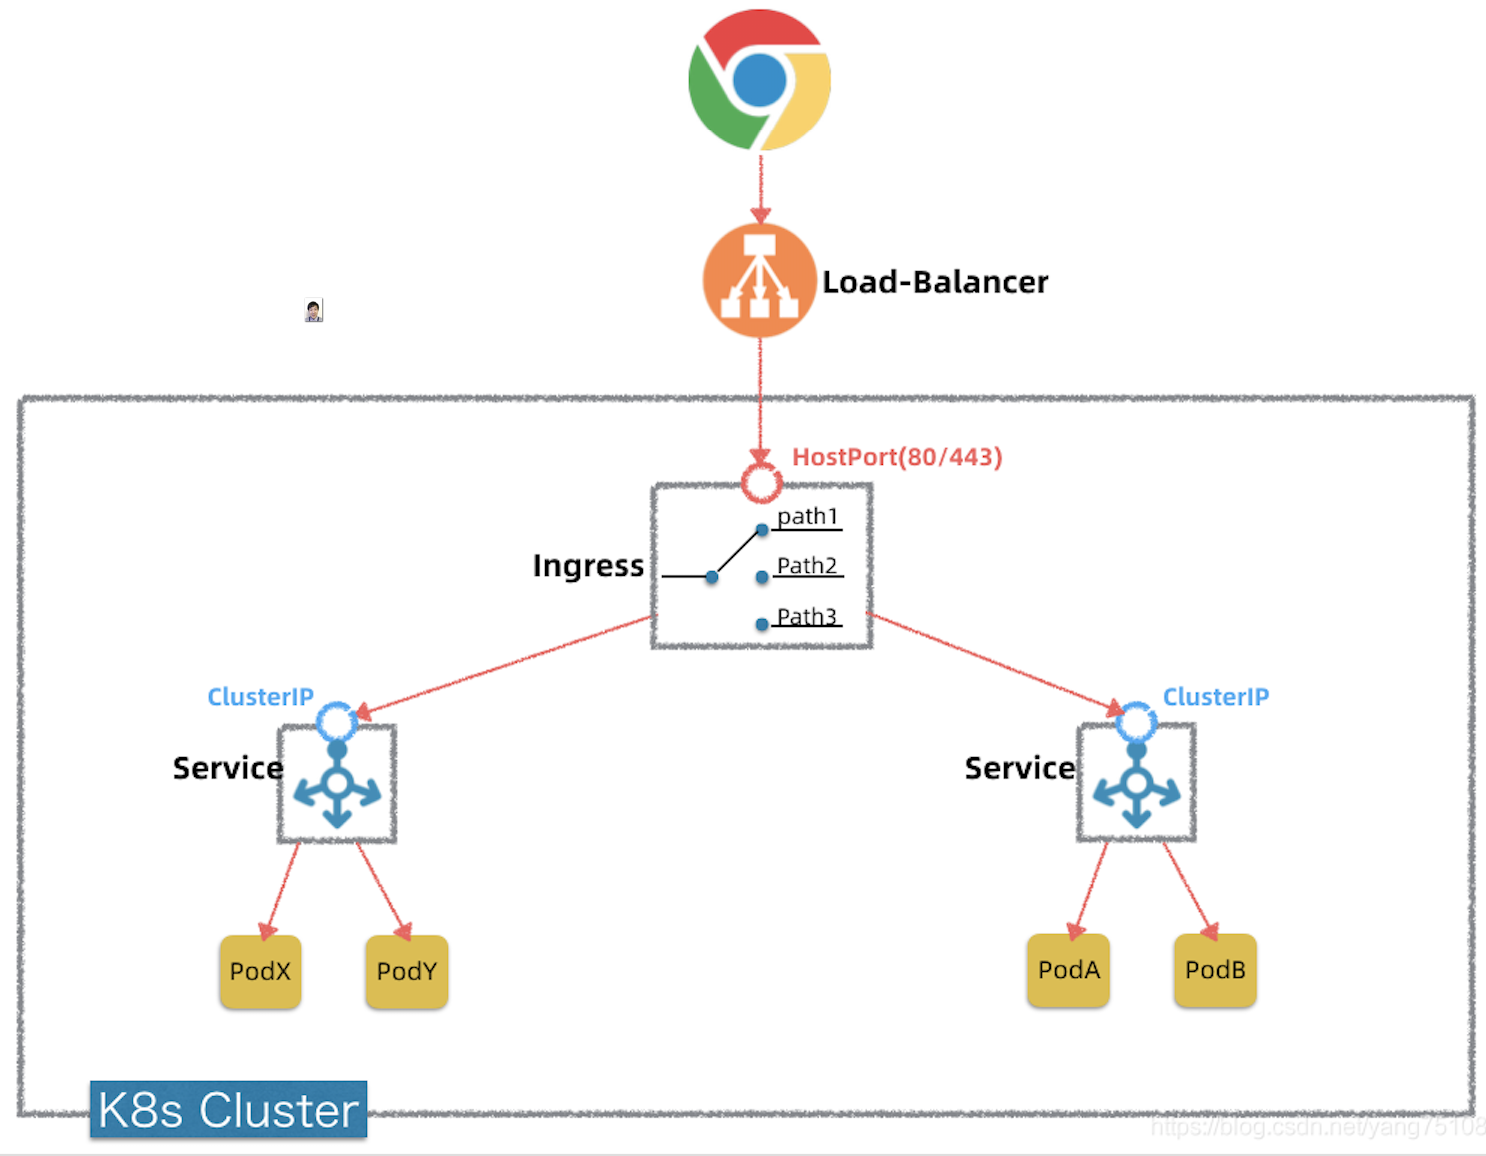 Load-Balancer
HostPort(80/443)
path1
Ingress
Path2
Path3
ClusterIP
ClusterIP
Service
Service
PodX
PodY
PodA
PodB
K8s Cluster
https://blog.csdn.net/yang75108